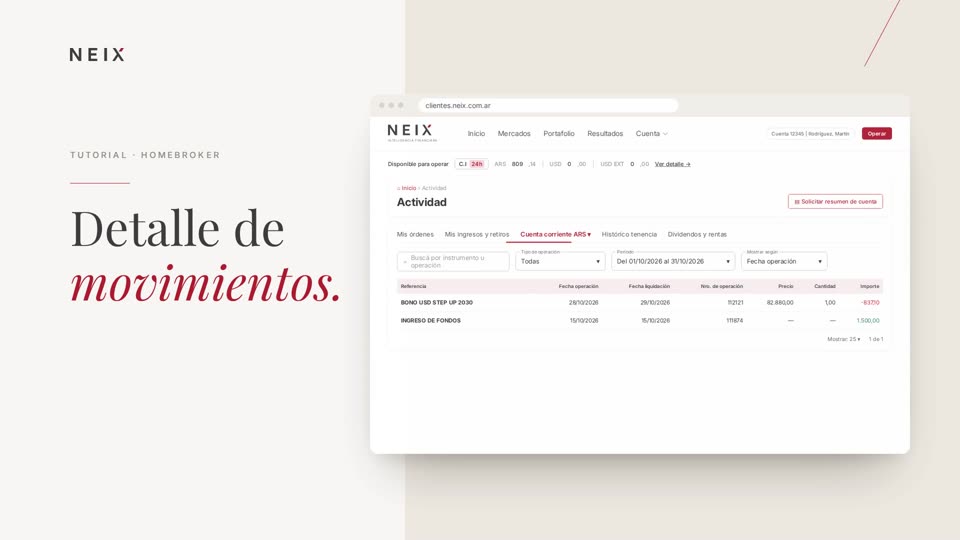 NEIX
TUTORIAL · HOMEBROKER
Detalle de
movimientos.
clientes.neix.com.ar
NEIX
Inicio Mercados Portafolio Resultados Cuenta
Cuenta 12345 | Rodríguez, Martín
Operar
Disponible para operar C.I 24h ARS 809 ,14 USD 0 ,00 USD EXT 0 ,00 Ver detalle →
Inicio › Actividad
Actividad
Solicitar resumen de cuenta
Mis órdenes Mis ingresos y retiros Cuenta corriente ARS ▾ Histórico tenencia Dividendos y rentas
Buscá por instrumento u operación
Tipo de operación
Todas ▾
Período
Del 01/10/2026 al 31/10/2026 ▾
Mostrar según
Fecha operación ▾
Referencia Fecha operación Fecha liquidación Nro. de operación Precio Cantidad Importe
BONO USD STEP UP 2030 28/10/2026 29/10/2026 112121 82.880,00 1,00 -637,10
INGRESO DE FONDOS 15/10/2026 15/10/2026 111874 — — 1.500,00
Mostrar: 25 ▾ 1 de 1